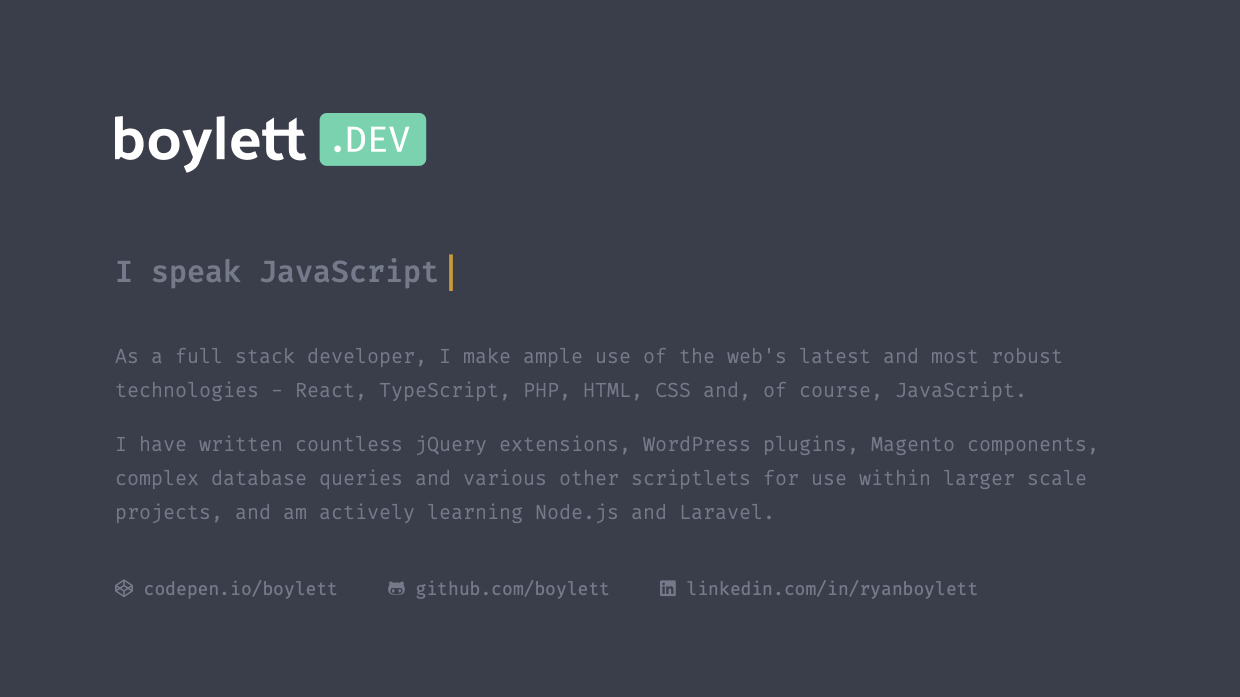 boylett .DEV
I speak JavaScript
As a full stack developer, I make ample use of the web's latest and most robust
technologies - React, TypeScript, PHP, HTML, CSS and, of course, JavaScript.
I have written countless jQuery extensions, WordPress plugins, Magento components,
complex database queries and various other scriptlets for use within larger scale
projects, and am actively learning Node.js and Laravel.
codepen.io/boylett github.com/boylett linkedin.com/in/ryanboylett